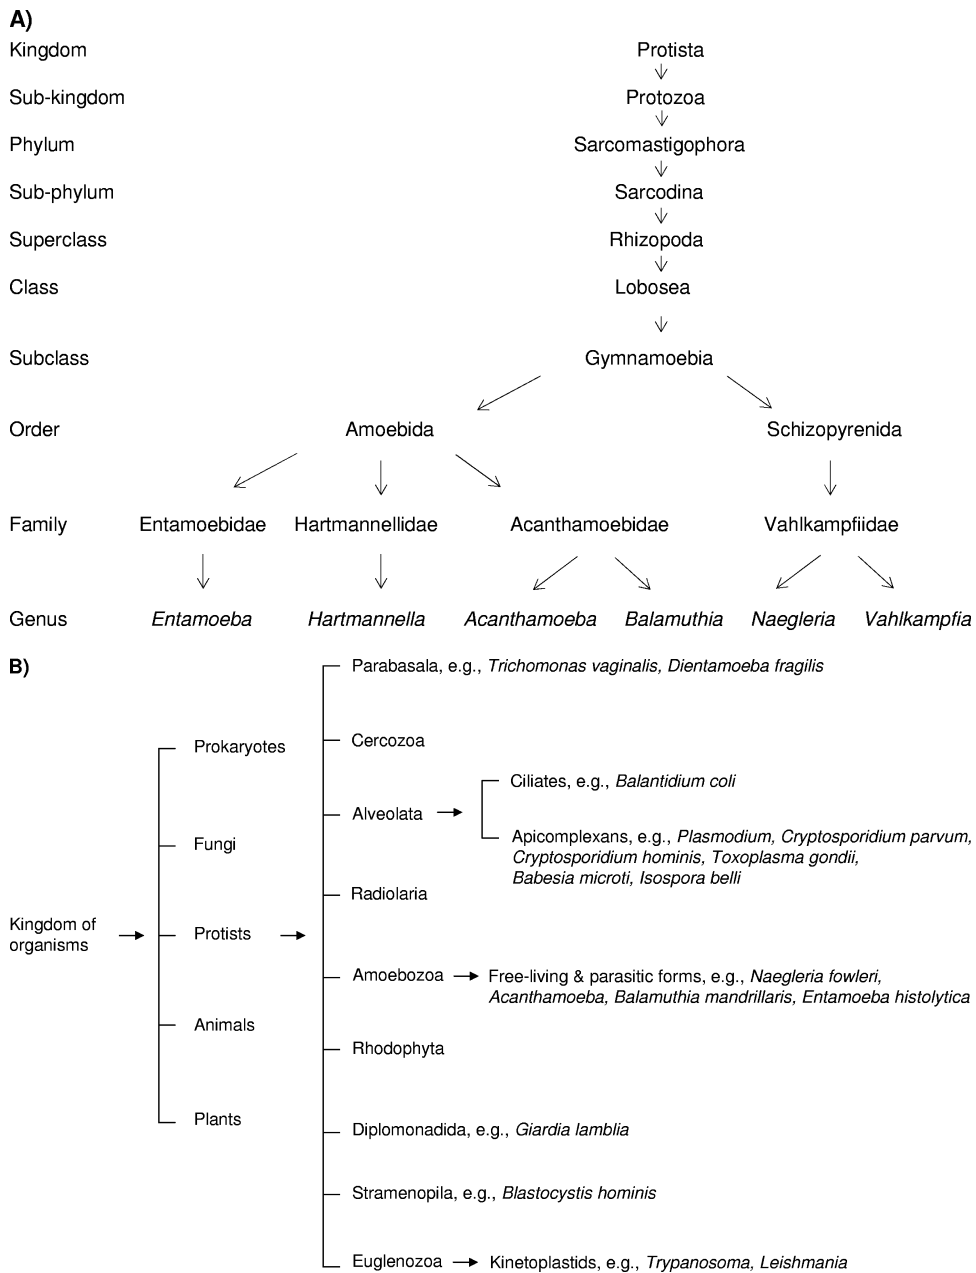 A)
Kingdom Protista
Sub-kingdom Protozoa
Phylum Sarcomastigophora
Sub-phylum Sarcodina
Superclass Rhizopoda
Class Lobosea
Subclass Gymnamoebia
Order Amoebida Schizopyrenida
Family Entamoebidae Hartmannellidae Acanthamoebidae Vahlkampfiidae
Genus Entamoeba Hartmannella Acanthamoeba Balamuthia Naegleria Vahlkampfia
B)
Kingdom of
organisms
Prokaryotes
Fungi
Protists
Animals
Plants
Parabasala, e.g., Trichomonas vaginalis, Dientamoeba fragilis
Cercozoa
Alveolata
Ciliates, e.g., Balantidium coli
Apicomplexans, e.g., Plasmodium, Cryptosporidium parvum,
Cryptosporidium hominis, Toxoplasma gondii,
Babesia microti, Isospora belli
Radiolaria
Amoebozoa
Free-living & parasitic forms, e.g., Naegleria fowleri,
Acanthamoeba, Balamuthia mandrillaris, Entamoeba histolytica
Rhodophyta
Diplomonadida, e.g., Giardia lamblia
Stramenopila, e.g., Blastocystis hominis
Euglenozoa
Kinetoplastids, e.g., Trypanosoma, Leishmania